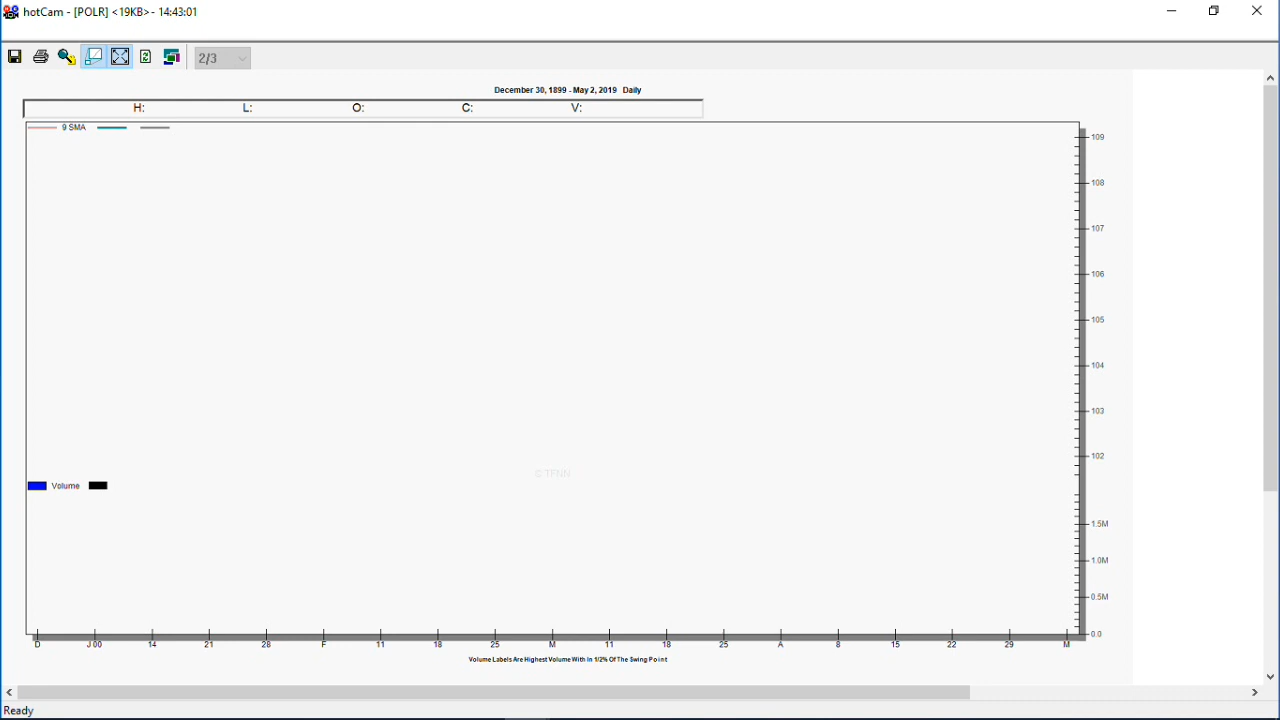 hotCam - [POLR] <19KB> - 14:43:01
2/3
December 30, 1899 - May 2, 2019 Daily
H: L: O: C: V:
9 SMA
109
108
107
106
105
104
103
102
© TFNN
Volume
1.5M
1.0M
0.5M
0.0
D J 00 14 21 28 F 11 18 25 M 11 18 25 A 8 15 22 29 M
Volume Labels Are Highest Volume With In 1/2% Of The Swing Point
Ready